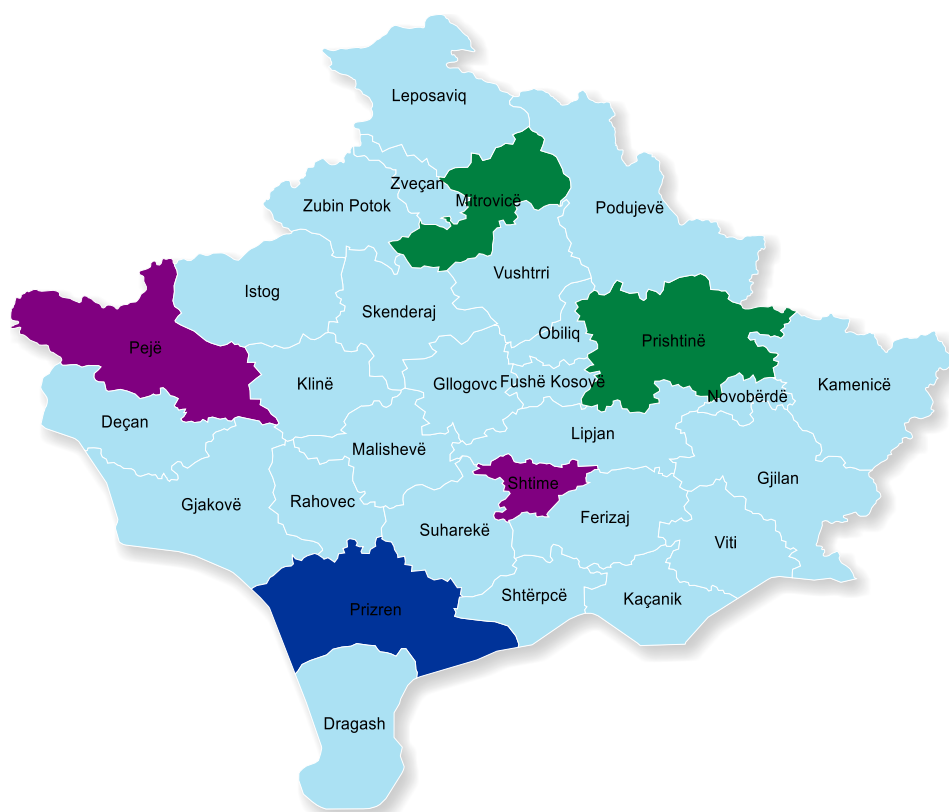 Leposaviq
Zveçan
Mitrovicë
Zubin Potok
Podujevë
Vushtrri
Istog
Skenderaj
Obiliq
Prishtinë
Pejë
Klinë
Gllogovc
Fushë Kosovë
Kamenicë
Novobërdë
Deçan
Lipjan
Malishevë
Gjilan
Shtime
Gjakovë
Rahovec
Ferizaj
Suharekë
Viti
Shtërpcë
Kaçanik
Prizren
Dragash